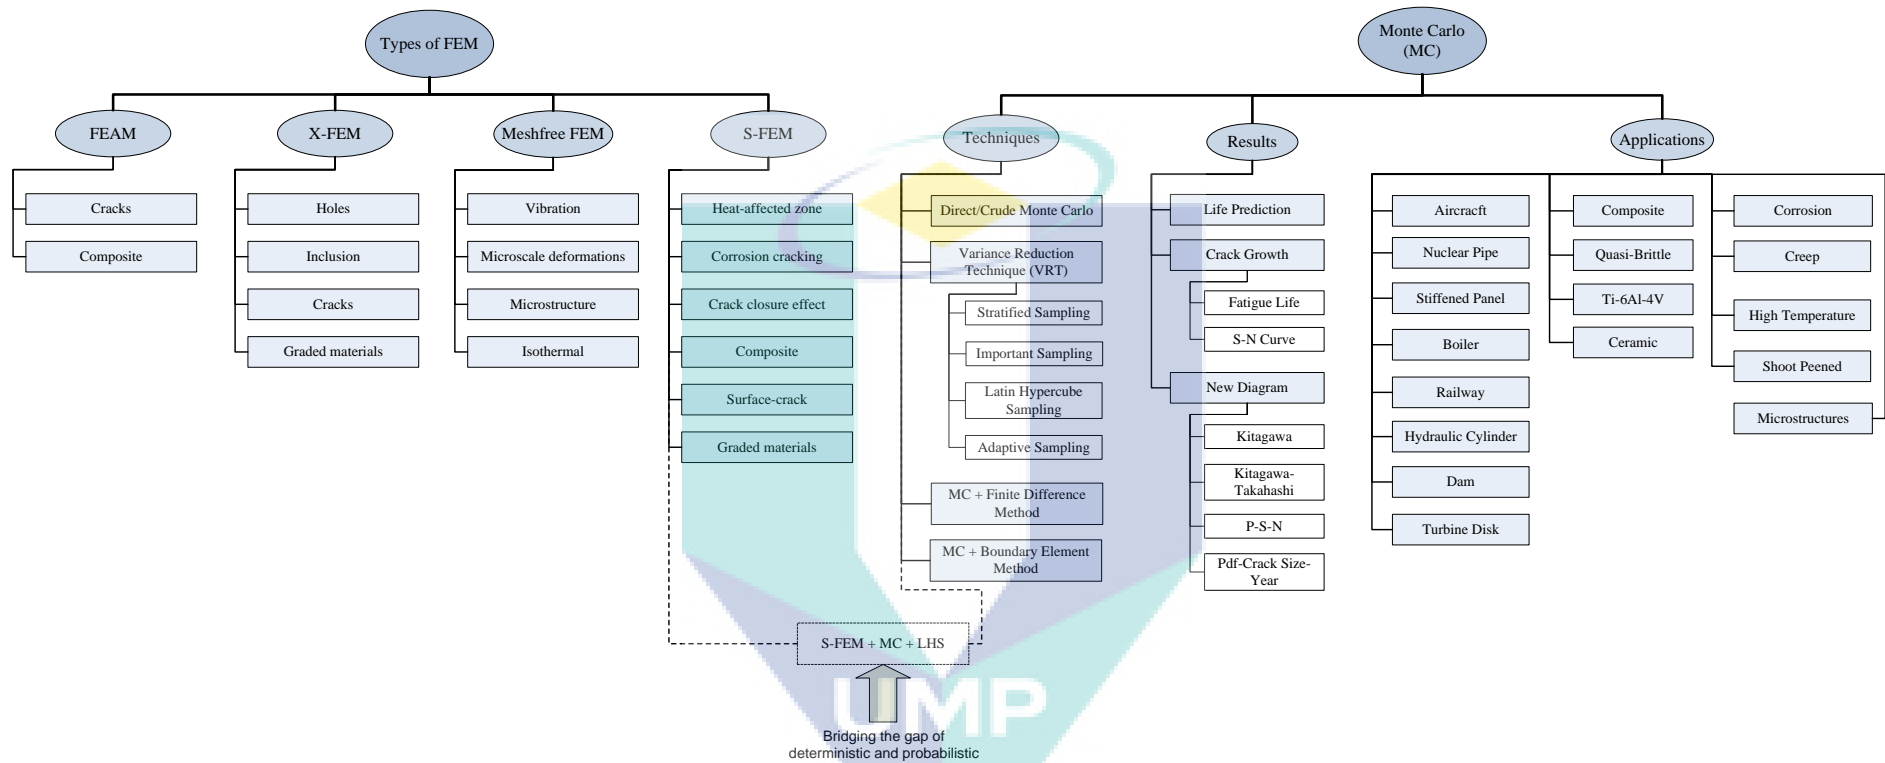 Types of FEM
FEAM
Cracks
Composite
X-FEM
Holes
Inclusion
Cracks
Graded materials
Meshfree FEM
Vibration
Microscale deformations
Microstructure
Isothermal
S-FEM
Heat-affected zone
Corrosion cracking
Crack closure effect
Composite
Surface-crack
Graded materials
Monte Carlo
(MC)
Techniques
Direct/Crude Monte Carlo
Variance Reduction
Technique (VRT)
Stratified Sampling
Important Sampling
Latin Hypercube
Sampling
Adaptive Sampling
MC + Finite Difference
Method
MC + Boundary Element
Method
Results
Life Prediction
Crack Growth
Fatigue Life
S-N Curve
New Diagram
Kitagawa
Kitagawa-
Takahashi
P-S-N
Pdf-Crack Size-
Year
Applications
Aircracft
Nuclear Pipe
Stiffened Panel
Boiler
Railway
Hydraulic Cylinder
Dam
Turbine Disk
Composite
Quasi-Brittle
Ti-6Al-4V
Ceramic
Corrosion
Creep
High Temperature
Shoot Peened
Microstructures
S-FEM + MC + LHS
UMP
Bridging the gap of
deterministic and probabilistic